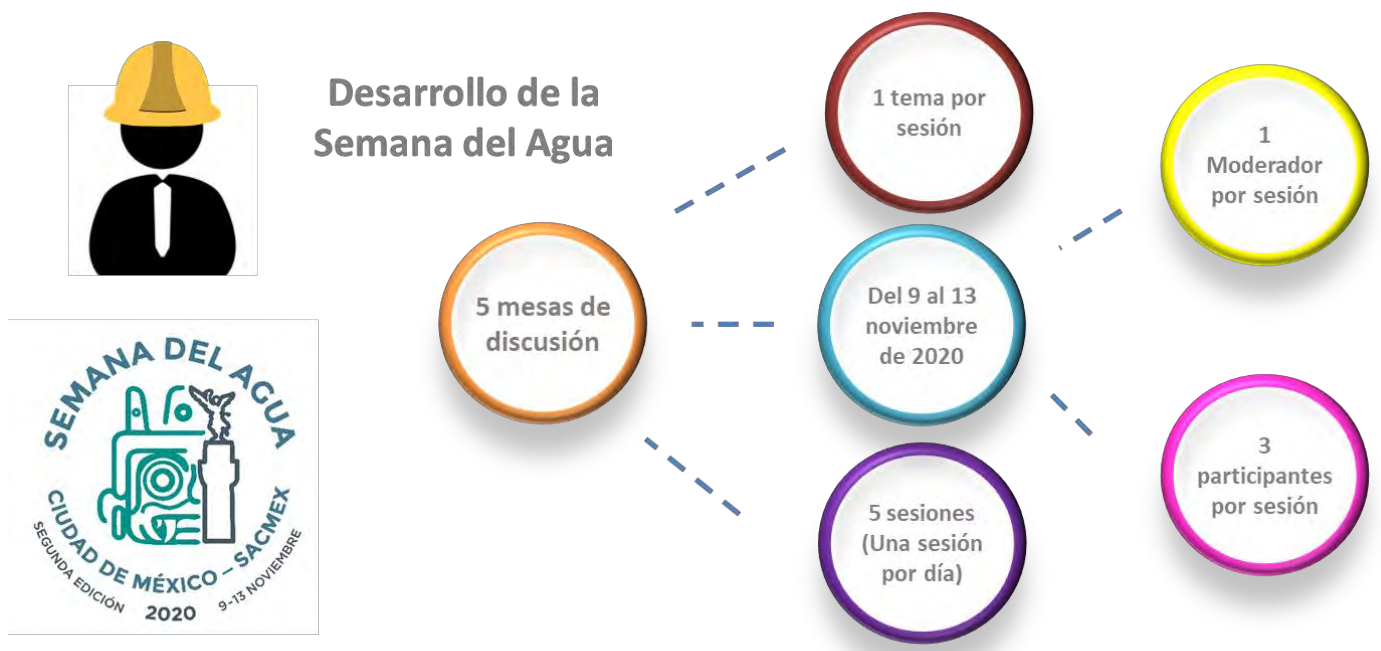 Desarrollo de la
Semana del Agua
5 mesas de
discusión
1 tema por
sesión
Del 9 al 13
noviembre
de 2020
5 sesiones
(Una sesión
por día)
1
Moderador
por sesión
3
participantes
por sesión
SEMANA DEL AGUA
CIUDAD DE MÉXICO – SACMEX
SEGUNDA EDICIÓN 2020 9-13 NOVIEMBRE